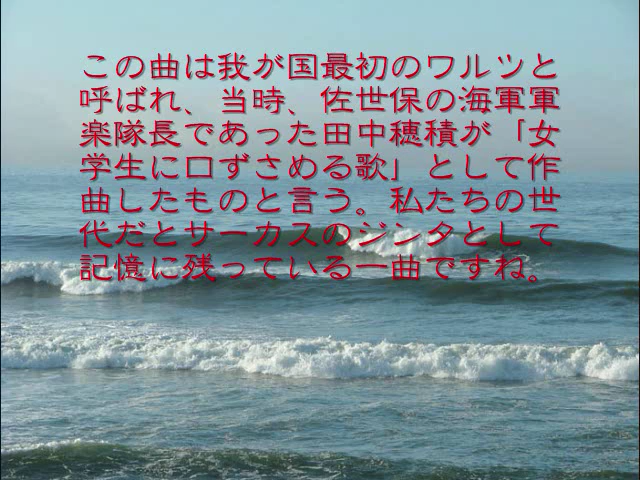 この曲は我が国最初のワルツと
呼ばれ、当時、佐世保の海軍軍
楽隊長であった田中穂積が「女
学生に口ずさめる歌」として作
曲したものと言う。私たちの世
代だとサーカスのジンタとして
記憶に残っている一曲ですね。